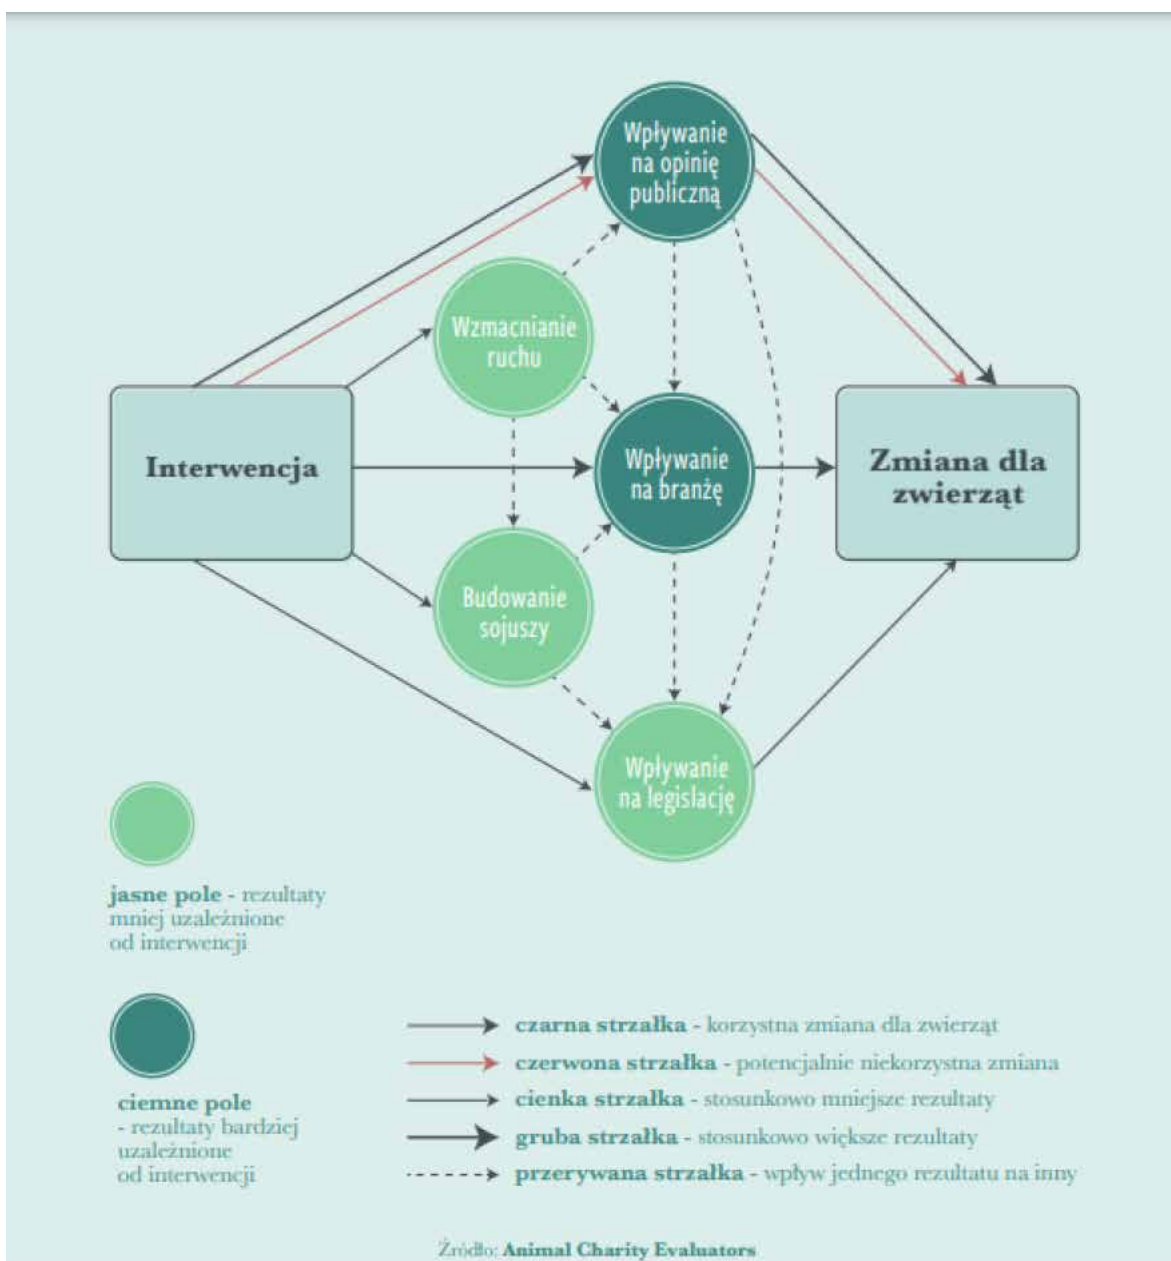 Wpływanie
na opinię
publiczną
Wzmacnianie
ruchu
Interwencja
Wpływanie
na branżę
Zmiana dla
zwierząt
Budowanie
sojuszy
Wpływanie
na legislację
jasne pole - rezultaty
mniej uzależnione
od interwencji
ciemne pole
- rezultaty bardziej
uzależnione
od interwencji
czarna strzałka - korzystna zmiana dla zwierząt
czerwona strzałka - potencjalnie niekorzystna zmiana
cienka strzałka - stosunkowo mniejsze rezultaty
gruba strzałka - stosunkowo większe rezultaty
przerywana strzałka - wpływ jednego rezultatu na inny
Źródło: Animal Charity Evaluators